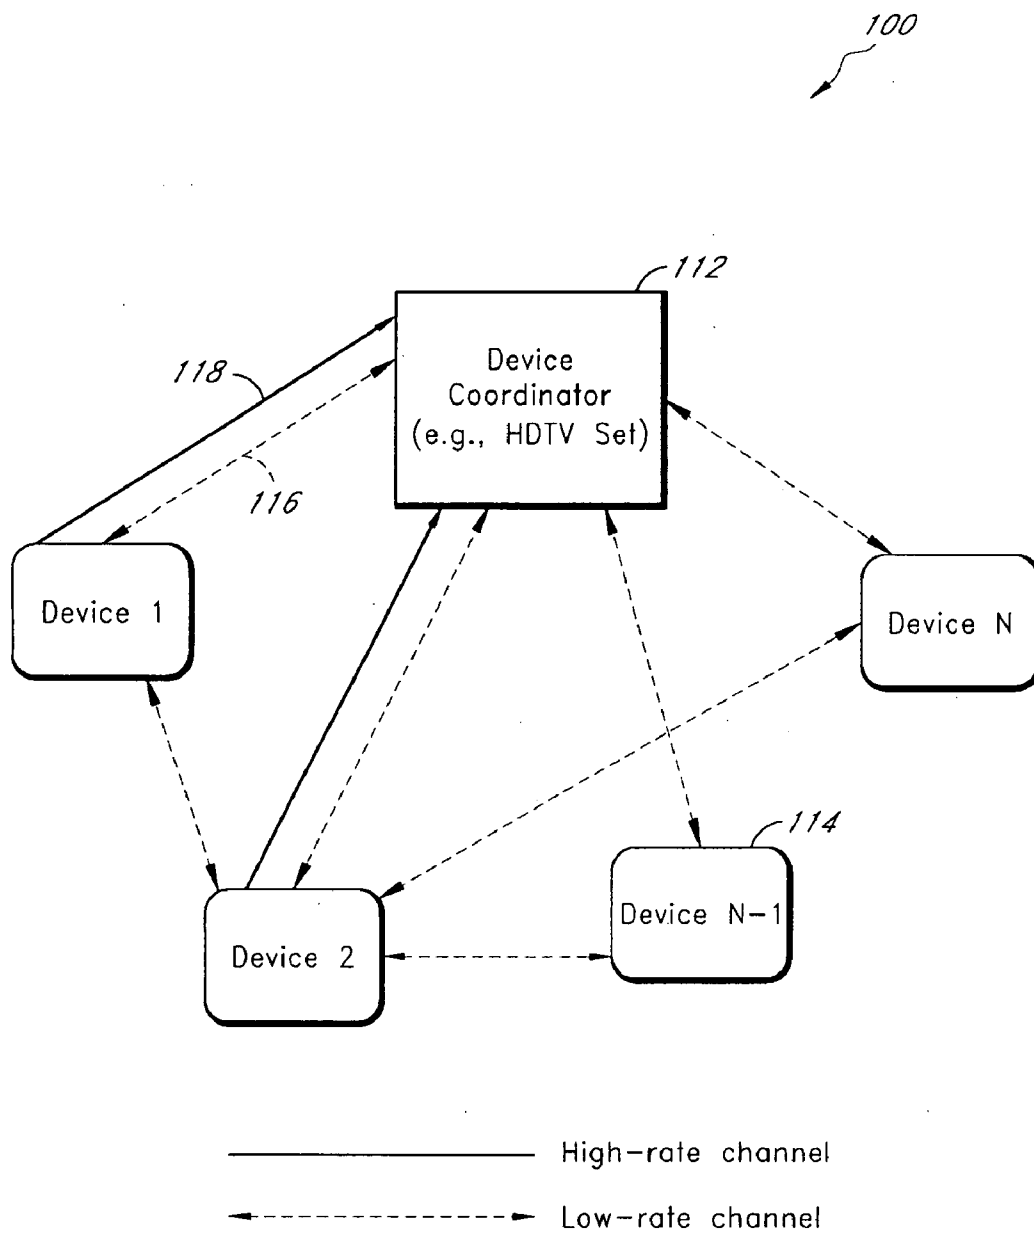 100
112
Device
Coordinator
(e.g., HDTV Set)
118
116
Device 1
Device N
114
Device N-1
Device 2
High-rate channel
Low-rate channel